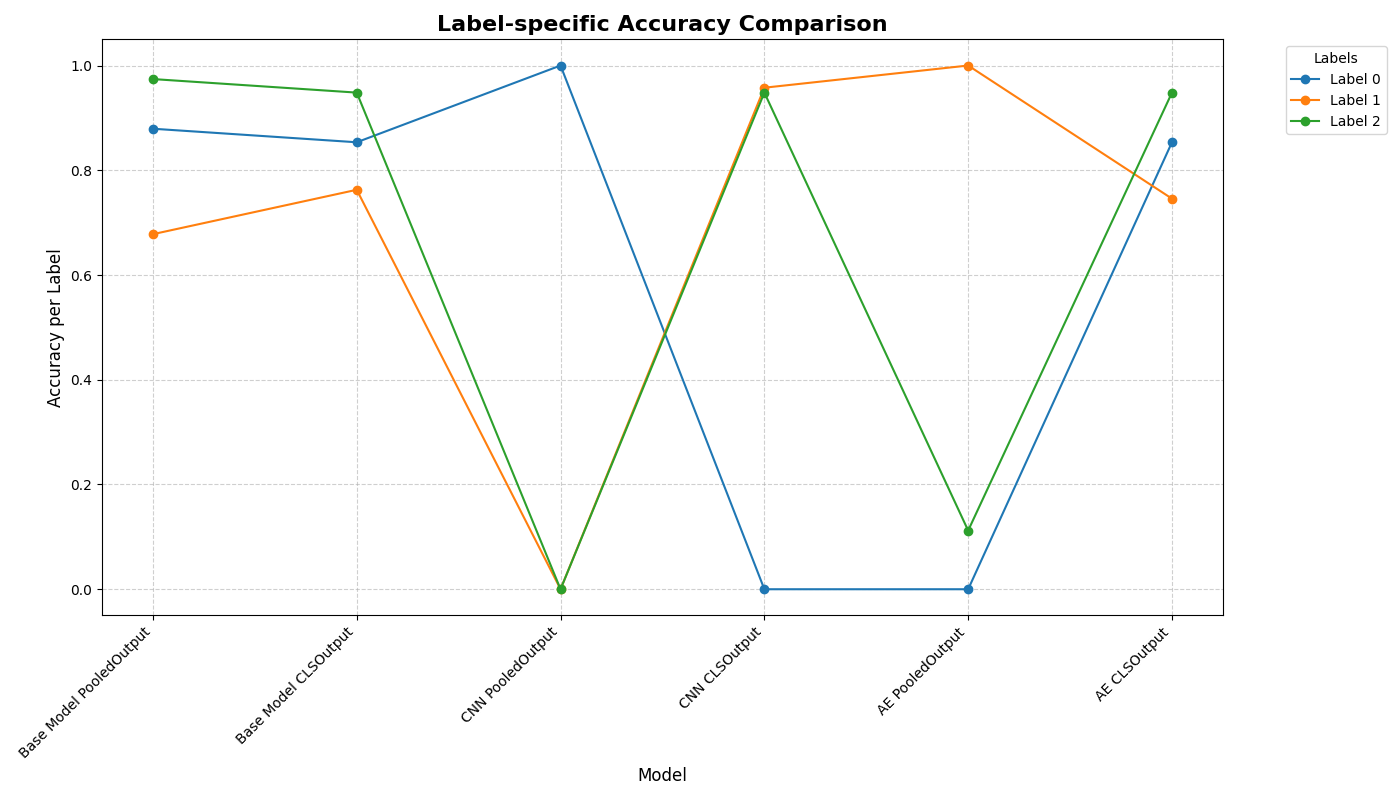 Label-specific Accuracy Comparison
Labels
Label 0
Label 1
Label 2
Accuracy per Label
1.0
0.8
0.6
0.4
0.2
0.0
Base Model PooledOutput
Base Model CLSOutput
CNN PooledOutput
CNN CLSOutput
AE PooledOutput
AE CLSOutput
Model